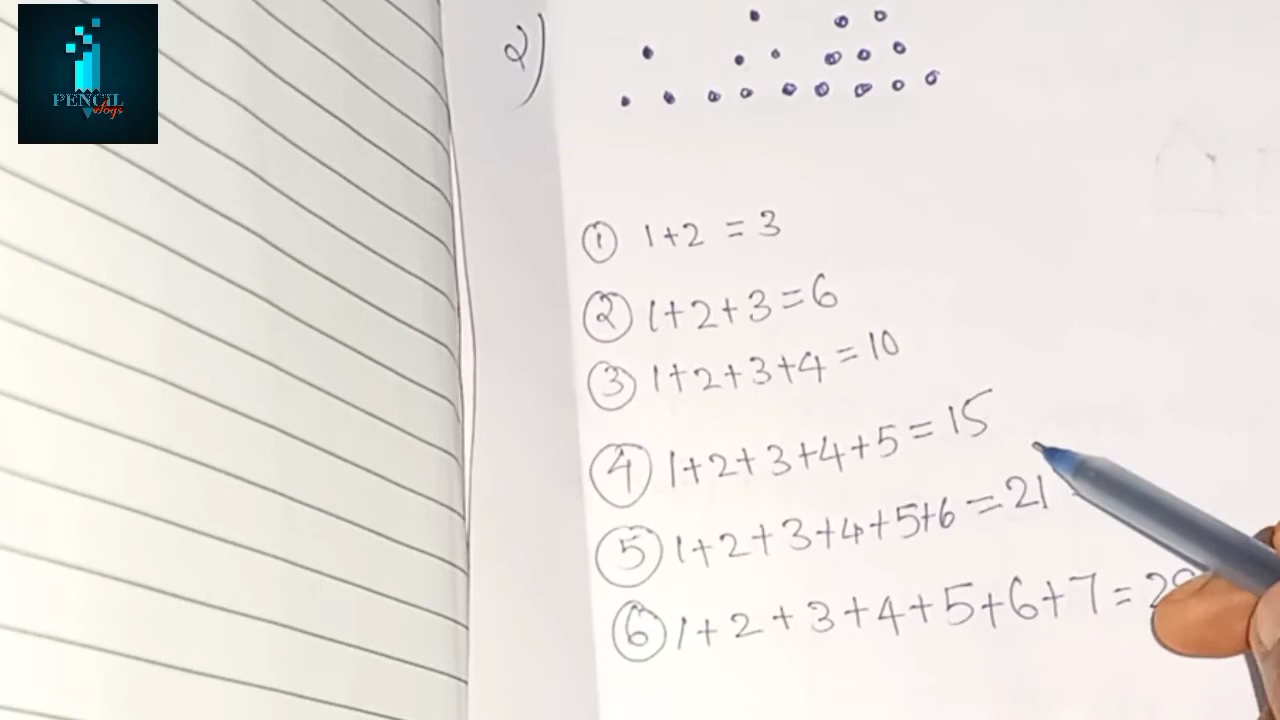 PENCIL
vlogs
2)
① 1+2 = 3
② 1+2+3=6
③ 1+2+3+4=10
④ 1+2+3+4+5=15
⑤ 1+2+3+4+5+6=21
⑥ 1+2+3+4+5+6+7=2